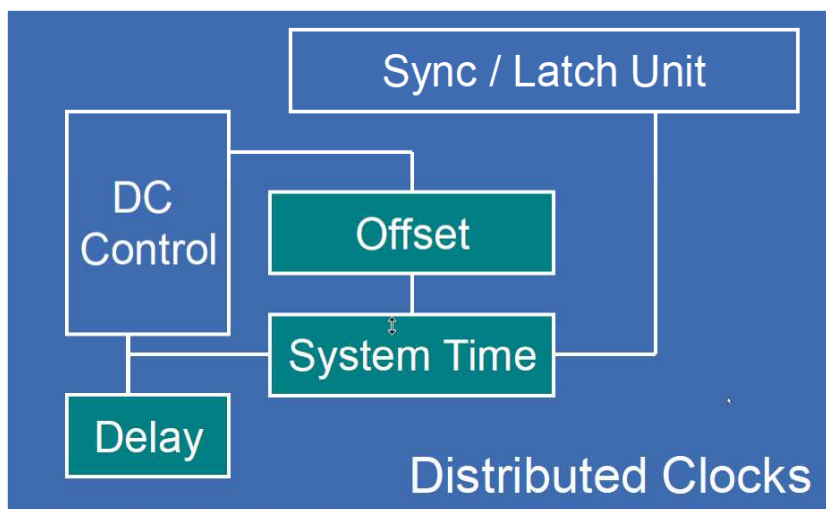 Sync / Latch Unit
DC
Control
Offset
System Time
Delay
Distributed Clocks